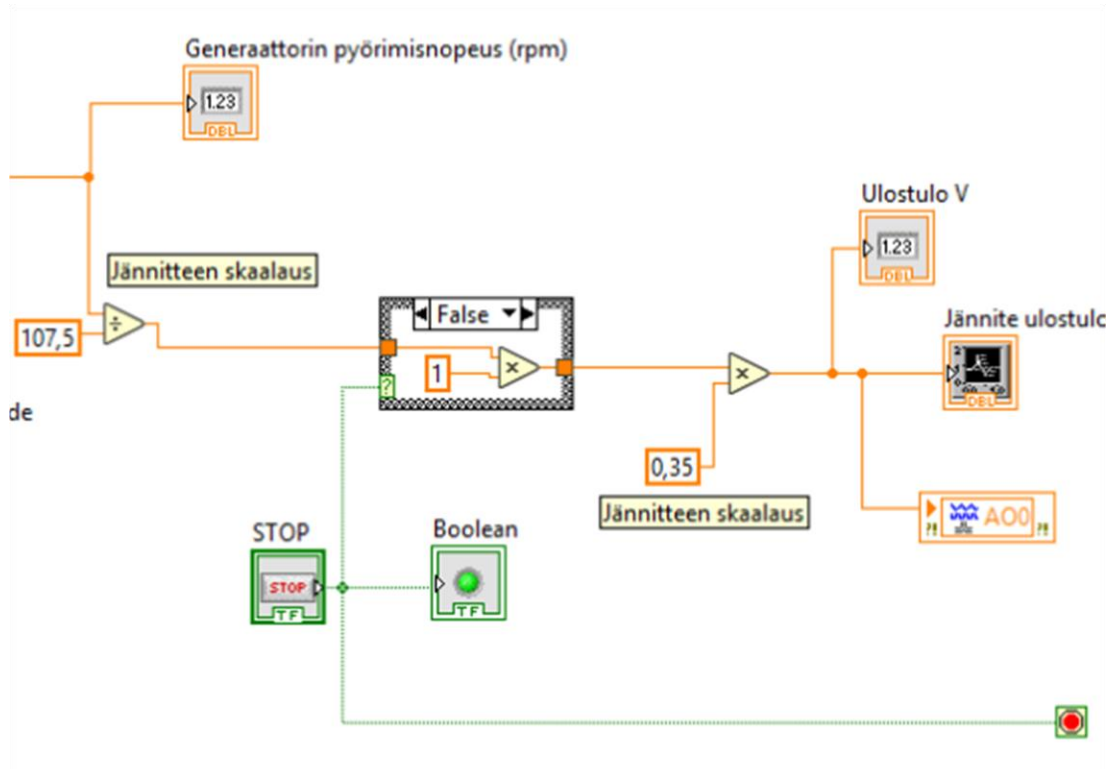 Generaattorin pyörimisnopeus (rpm)
1.23
DBL
Ulostulo V
1.23
DBL
Jännitteen skaalaus
False
107,5
÷
1
×
×
Jännite ulostulo
2
DBL
?
de
0,35
Jännitteen skaalaus
AO0
STOP
STOP
TF
Boolean
TF